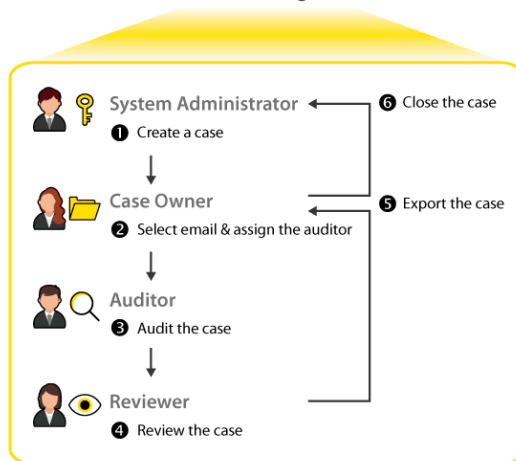 System Administrator
❶ Create a case
❻ Close the case
Case Owner
❷ Select email & assign the auditor
❺ Export the case
Auditor
❸ Audit the case
Reviewer
❹ Review the case